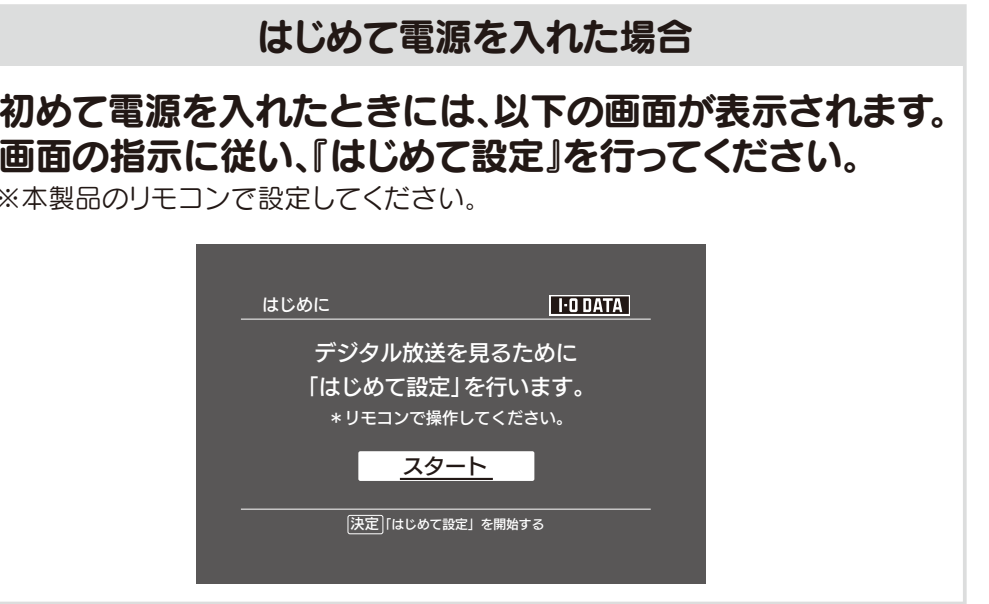 はじめて電源を入れた場合
初めて電源を入れたときには、以下の画面が表示されます。
画面の指示に従い、『はじめて設定』を行ってください。
※本製品のリモコンで設定してください。
はじめに
I-O DATA
デジタル放送を見るために
「はじめて設定」を行います。
＊リモコンで操作してください。
スタート
決定「はじめて設定」を開始する